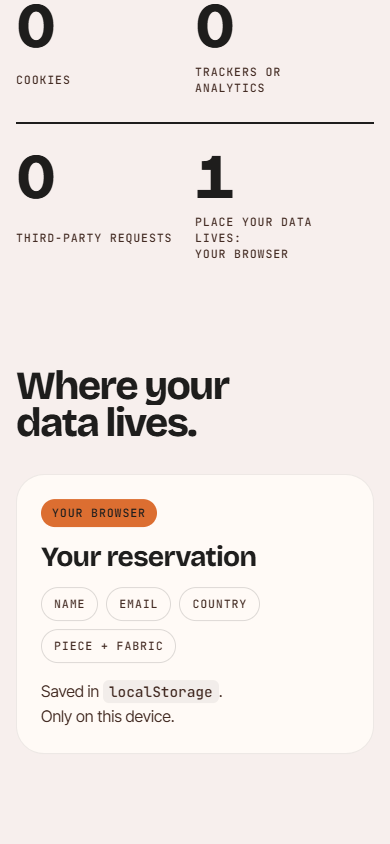 0
COOKIES
0
TRACKERS OR
ANALYTICS
0
THIRD-PARTY REQUESTS
1
PLACE YOUR DATA
LIVES:
YOUR BROWSER
Where your
data lives.
YOUR BROWSER
Your reservation
NAME
EMAIL
COUNTRY
PIECE + FABRIC
Saved in localStorage.
Only on this device.